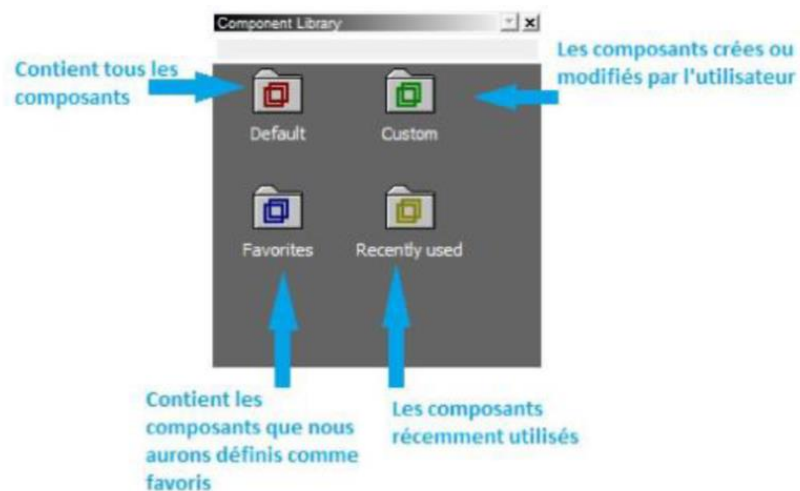 Component Library
Contient tous les
composants
Les composants crées ou
modifiés par l'utilisateur
Default
Custom
Favorites
Recently used
Contient les
composants que nous
aurons définis comme
favoris
Les composants
récemment utilisés